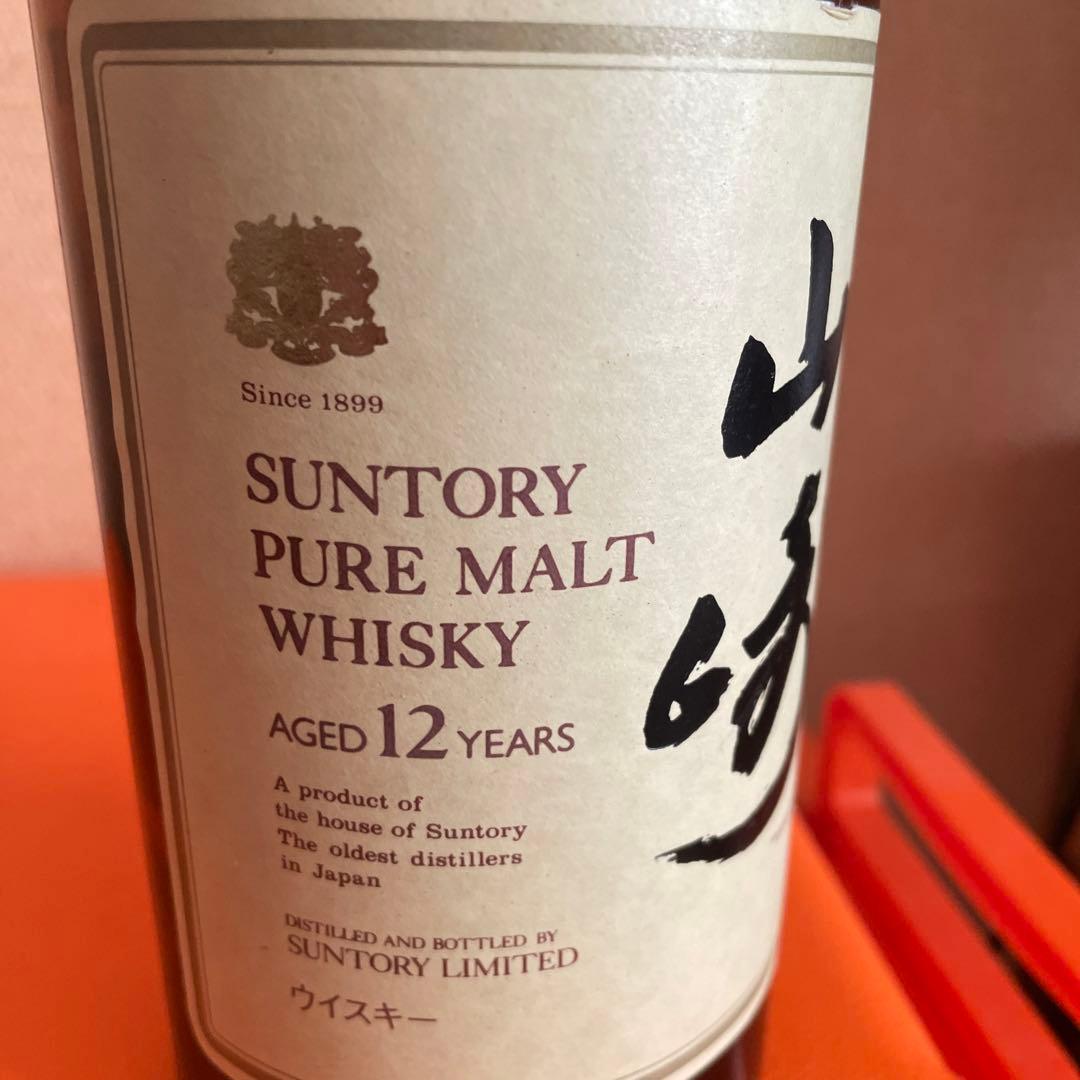 Since 1899
SUNTORY
PURE MALT
WHISKY
AGED 12 YEARS
A product of
the house of Suntory
The oldest distillers
in Japan
DISTILLED AND BOTTLED BY
SUNTORY LIMITED
ウイスキー
山崎